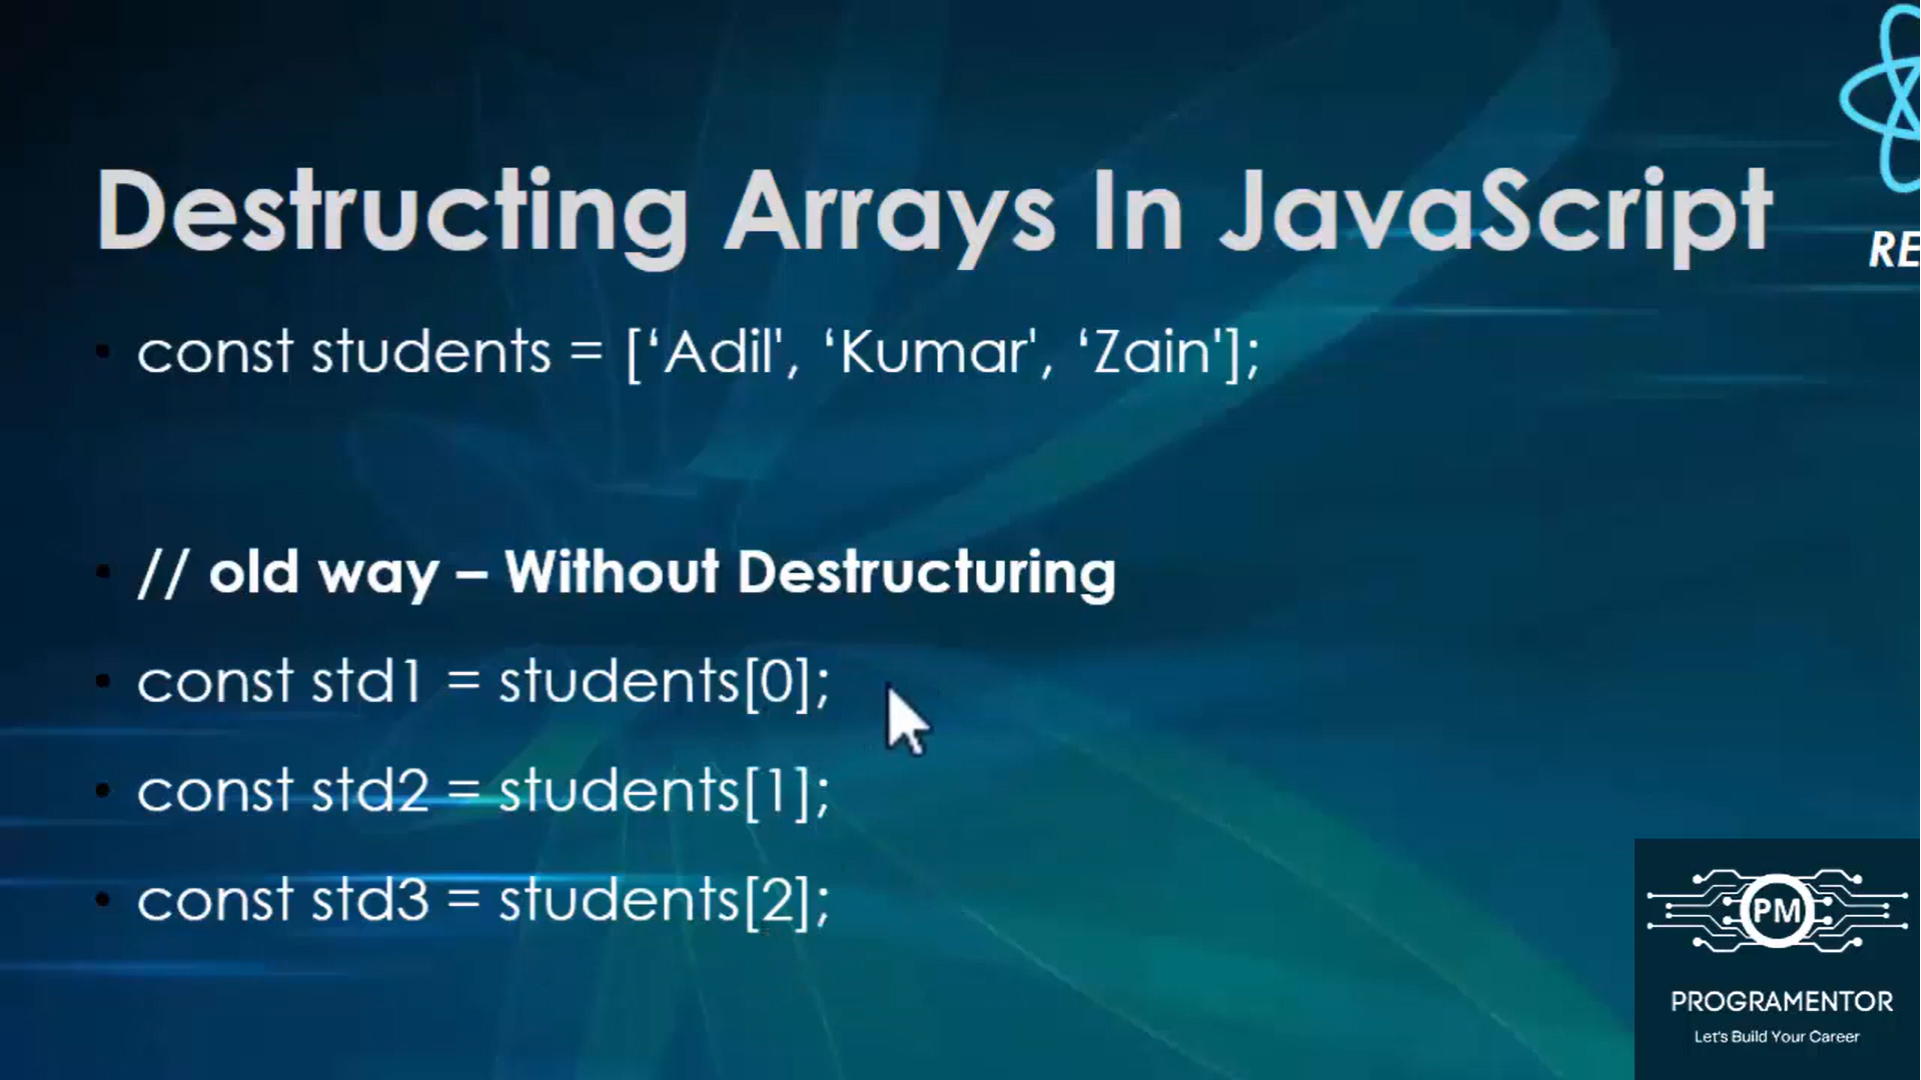 Destructing Arrays In JavaScript
RE
const students = [‘Adil', ‘Kumar', ‘Zain'];
// old way – Without Destructuring
const std1 = students[0];
const std2 = students[1];
const std3 = students[2];
PM
PROGRAMENTOR
Let's Build Your Career